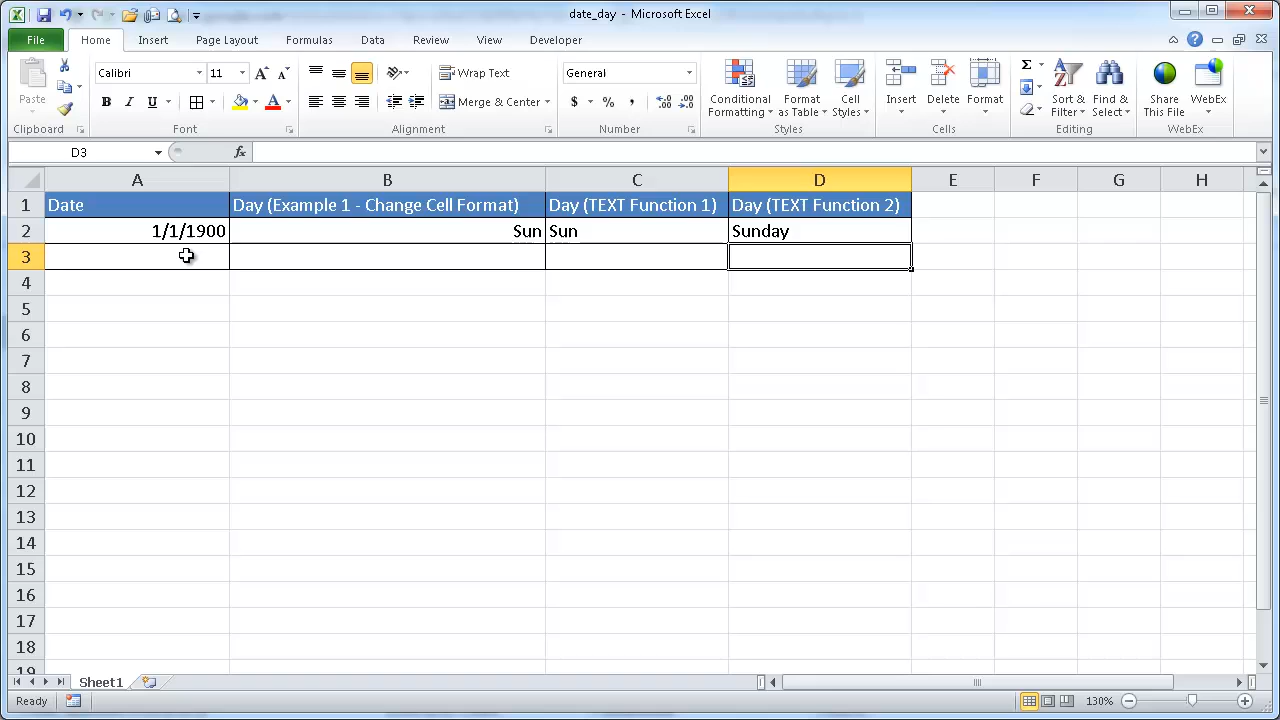 date_day - Microsoft Excel
File Home Insert Page Layout Formulas Data Review View Developer
Paste
Calibri 11
B I U
Wrap Text
Merge & Center
General
$ % ,
Conditional Formatting
Format as Table
Cell Styles
Insert
Delete
Format
Sort & Filter
Find & Select
Share This File
WebEx
Clipboard Font Alignment Number Styles Cells Editing WebEx
D3 fx
A B C D E F G H
1 Date Day (Example 1 - Change Cell Format) Day (TEXT Function 1) Day (TEXT Function 2)
2 1/1/1900 Sun Sun Sunday
3
4
5
6
7
8
9
10
11
12
13
14
15
16
17
18
19
Sheet1
Ready 130%